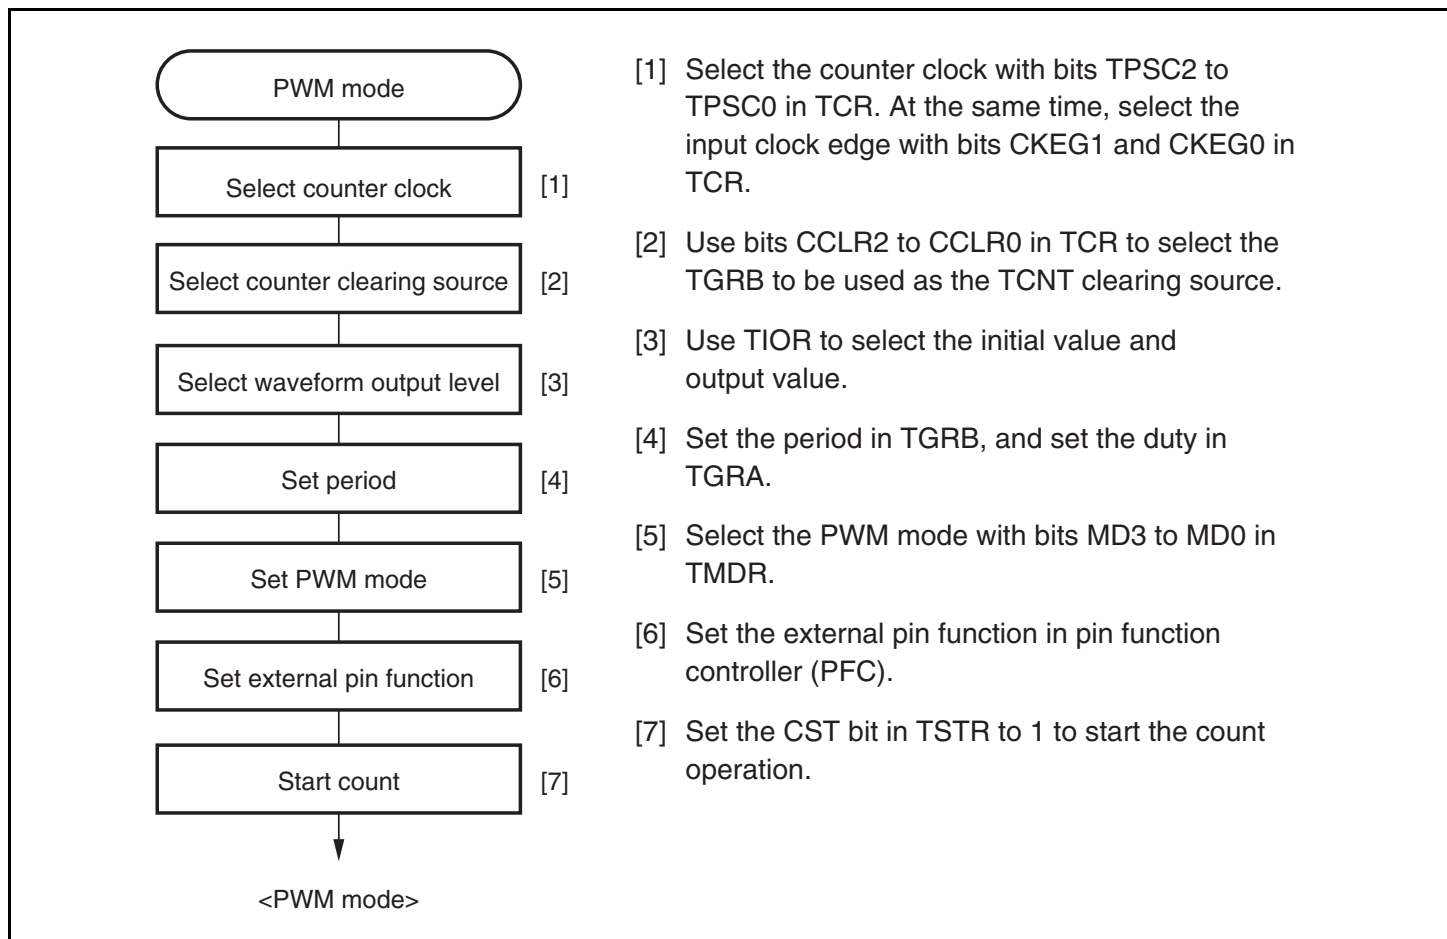 PWM mode
Select counter clock
[1]
Select counter clearing source
[2]
Select waveform output level
[3]
Set period
[4]
Set PWM mode
[5]
Set external pin function
[6]
Start count
[7]
<PWM mode>
[1] Select the counter clock with bits TPSC2 to
TPSC0 in TCR. At the same time, select the
input clock edge with bits CKEG1 and CKEG0 in
TCR.
[2] Use bits CCLR2 to CCLR0 in TCR to select the
TGRB to be used as the TCNT clearing source.
[3] Use TIOR to select the initial value and
output value.
[4] Set the period in TGRB, and set the duty in
TGRA.
[5] Select the PWM mode with bits MD3 to MD0 in
TMDR.
[6] Set the external pin function in pin function
controller (PFC).
[7] Set the CST bit in TSTR to 1 to start the count
operation.